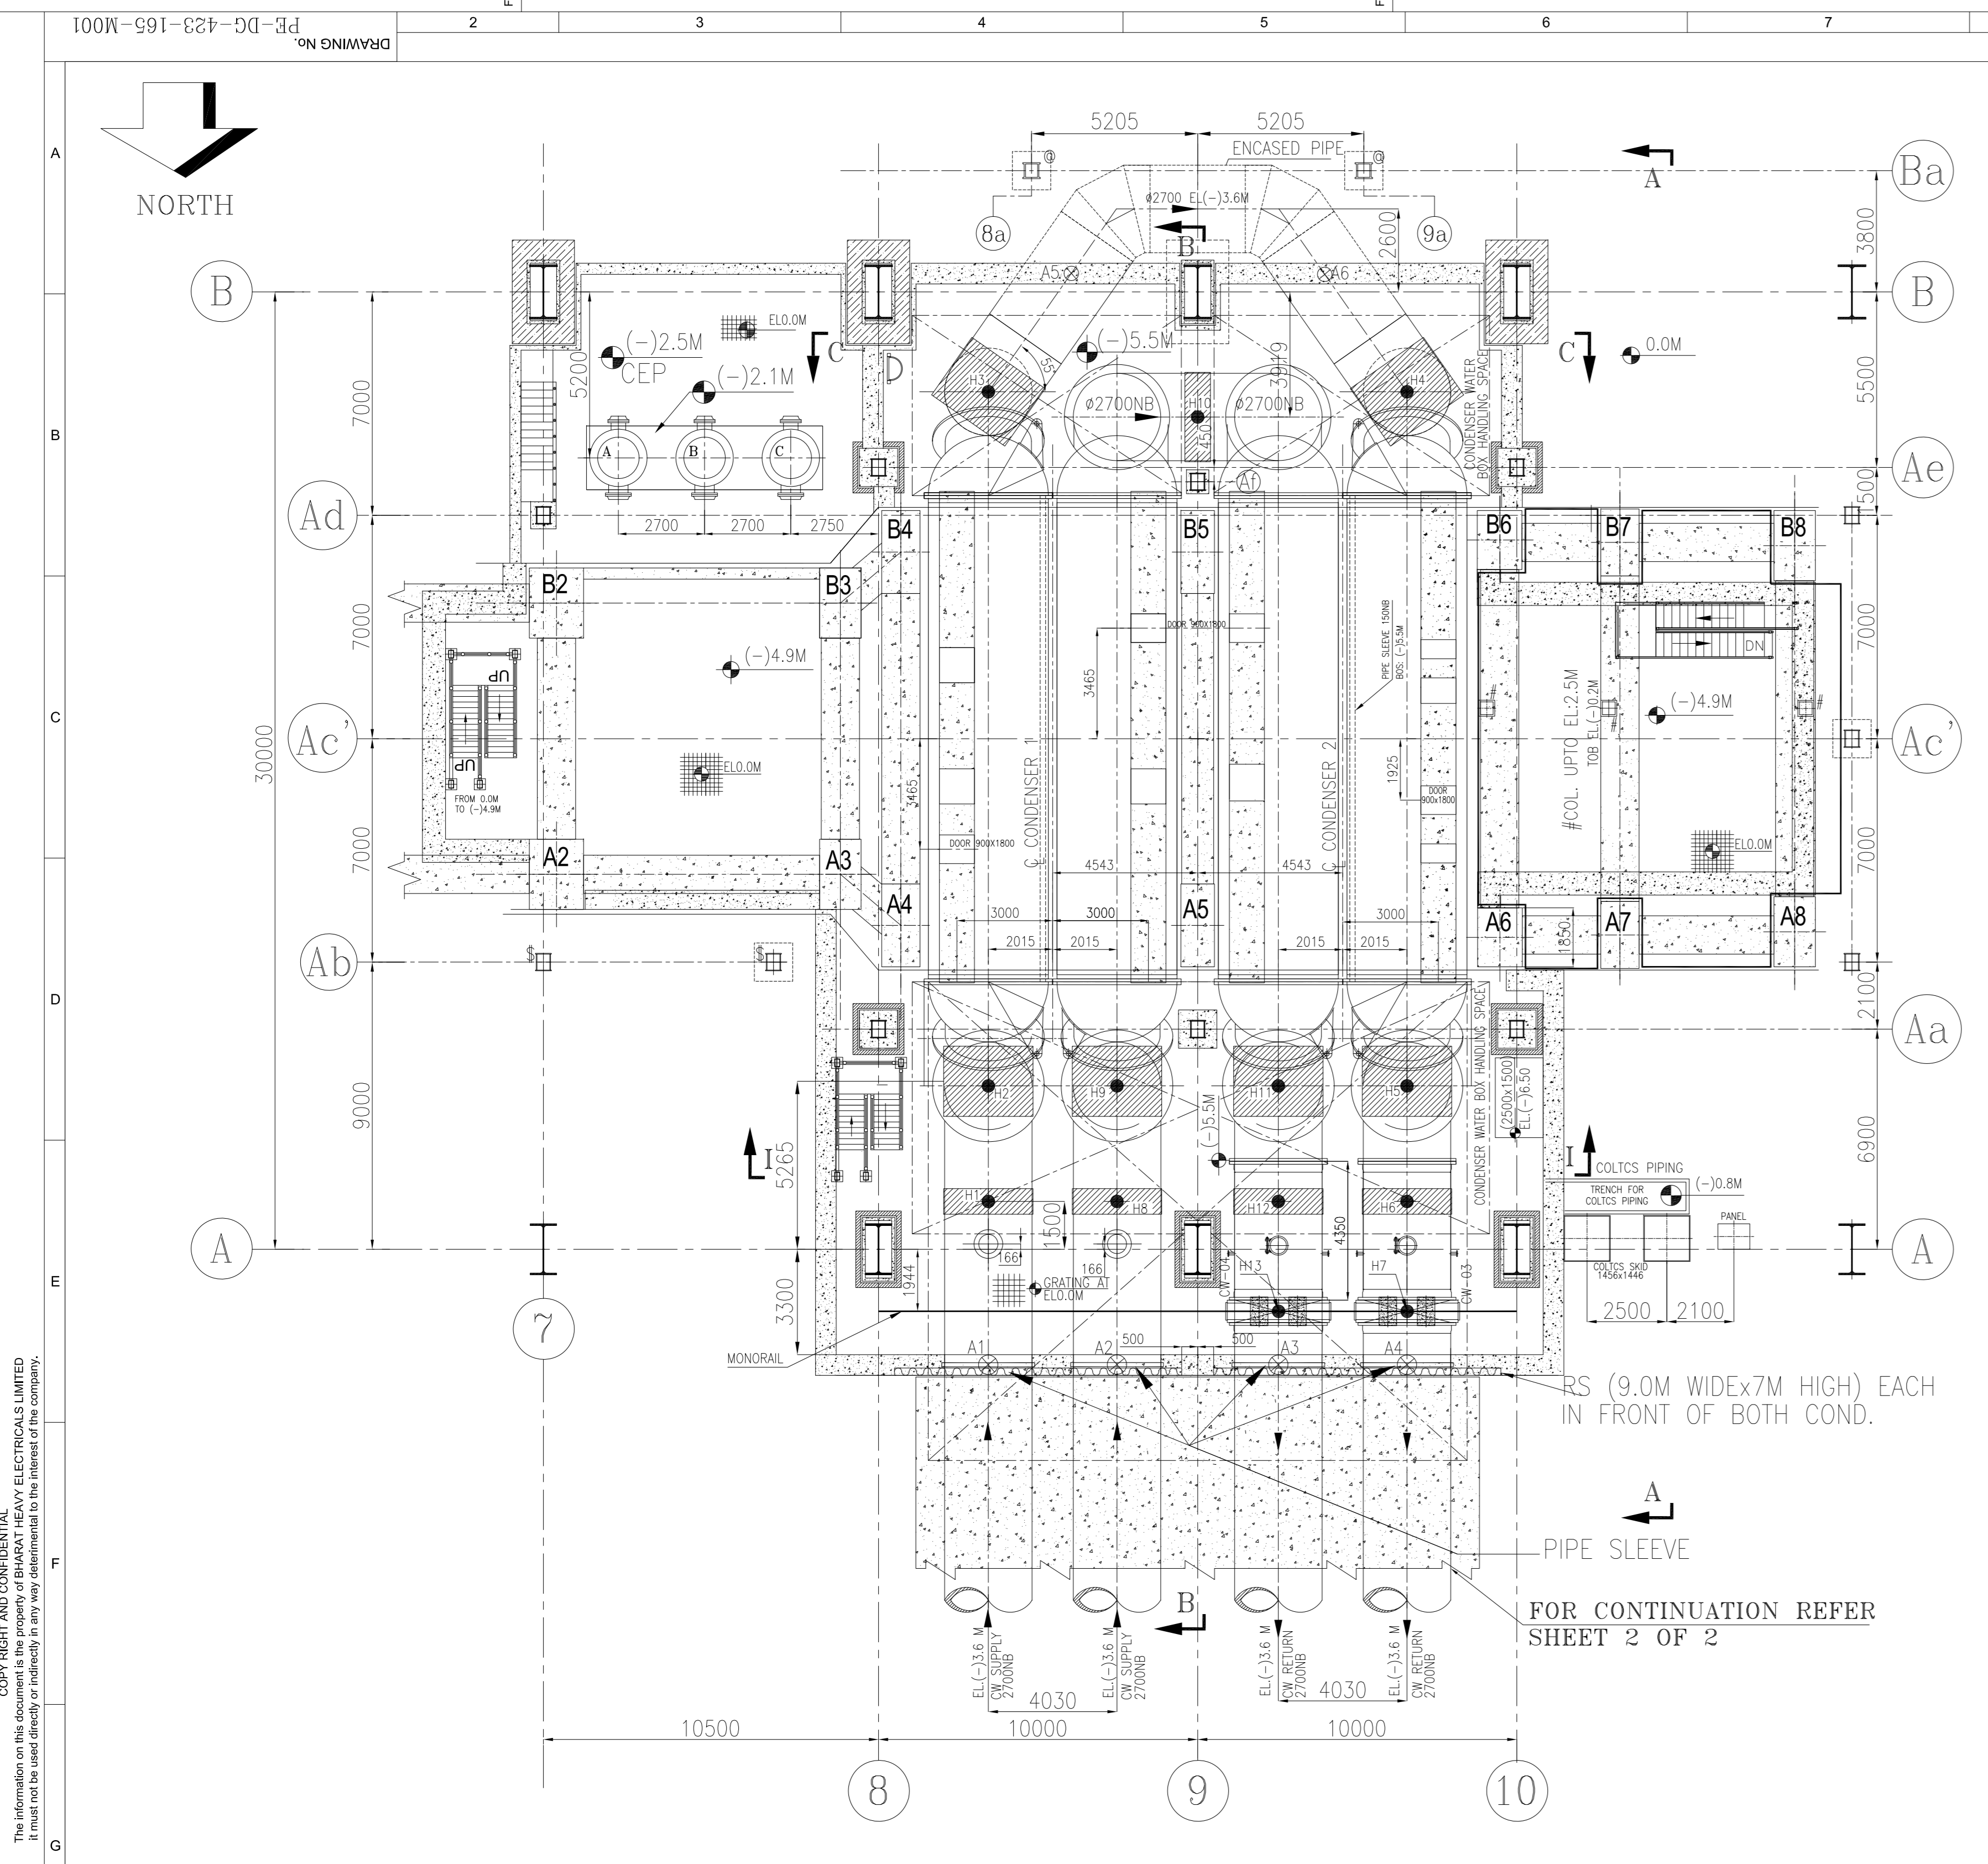 PE-DG-423-165-M001
DRAWING No.
2
3
4
5
6
7
A
B
C
D
E
F
G
NORTH
5205
5205
ENCASED PIPE
@
@
A
Ba
ø2700 EL(-)3.6M
8a
9a
B
2600
3800
B
A5
A6
B
EL0.0M
(-)2.5M
CEP
(-)2.1M
5200
C
(-)5.5M
55°
3919
C
0.0M
CONDENSER WATER
BOX HANDLING SPACE
5500
7000
H3
H4
ø2700NB
H10
ø2700NB
450
A
B
C
Ae
Af
1500
Ad
2700
2700
2750
B4
B5
B6
B7
B8
B2
B3
7000
DOOR 900X1800
PIPE SLEEVE 150NB
BOS: (-)5.5M
DN
7000
UP
(-)4.9M
3465
#COL. UPTO EL:2.5M
TOB EL(-)0.2M
#
#
#
(-)4.9M
30000
Ac'
Ac'
UP
FROM 0.0M
TO (-)4.9M
EL0.0M
3465
C CONDENSER 1
C CONDENSER 2
1925
DOOR
900x1800
EL0.0M
7000
A2
A3
DOOR 900X1800
4543
4543
7000
A4
A5
A6
A7
A8
3000
3000
3000
1850
2015
2015
2015
2015
Ab
$
$
2100
Aa
CONDENSER WATER BOX HANDLING SPACE
(2500x1500)
EL.(-)6.50
9000
H2
H9
H11
H5
(-)5.5M
6900
I
5265
I
COLTCS PIPING
TRENCH FOR
COLTCS PIPING
(-)0.8M
H1
H8
H12
H6
1500
4350
PANEL
A
A
166
166
GRATING AT
EL0.0M
1944
3300
CW-04
H13
H7
CW-03
COLTCS SKID
1456x1446
2500
2100
7
MONORAIL
A1
A2
500
500
A3
A4
RS (9.0M WIDEx7M HIGH) EACH
IN FRONT OF BOTH COND.
A
PIPE SLEEVE
B
FOR CONTINUATION REFER
SHEET 2 OF 2
EL.(-)3.6 M
CW SUPPLY
2700NB
EL.(-)3.6 M
CW SUPPLY
2700NB
EL.(-)3.6 M
CW RETURN
2700NB
EL.(-)3.6 M
CW RETURN
2700NB
4030
4030
10500
10000
10000
8
9
10
COPY RIGHT AND CONFIDENTIAL
The information on this document is the property of BHARAT HEAVY ELECTRICALS LIMITED
it must not be used directly or indirectly in any way deterimental to the interest of the company.